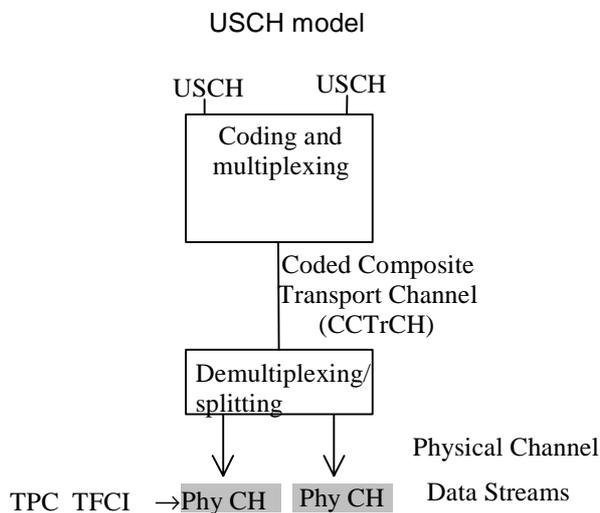 USCH model
USCH USCH
Coding and
multiplexing
Coded Composite
Transport Channel
(CCTrCH)
Demultiplexing/
splitting
Physical Channel
Data Streams
TPC TFCI →Phy CH Phy CH